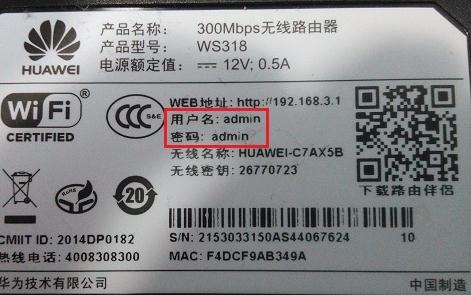 产品名称: 300Mbps无线路由器
产品型号: WS318
电源额定值: ⎓ 12V; 0.5A
HUAWEI
WEB地址: http://192.168.3.1
用户名: admin
密码: admin
无线名称: HUAWEI-C7AX5B
无线密钥: 26770723
Wi Fi
CERTIFIED
CCC S&E
下载路由伴侣
20
CMIIT ID: 2014DP0182
S/N: 2153033150AS44067624 10
热线电话: 4008308300
MAC: F4DCF9AB349A
华为技术有限公司
中国制造